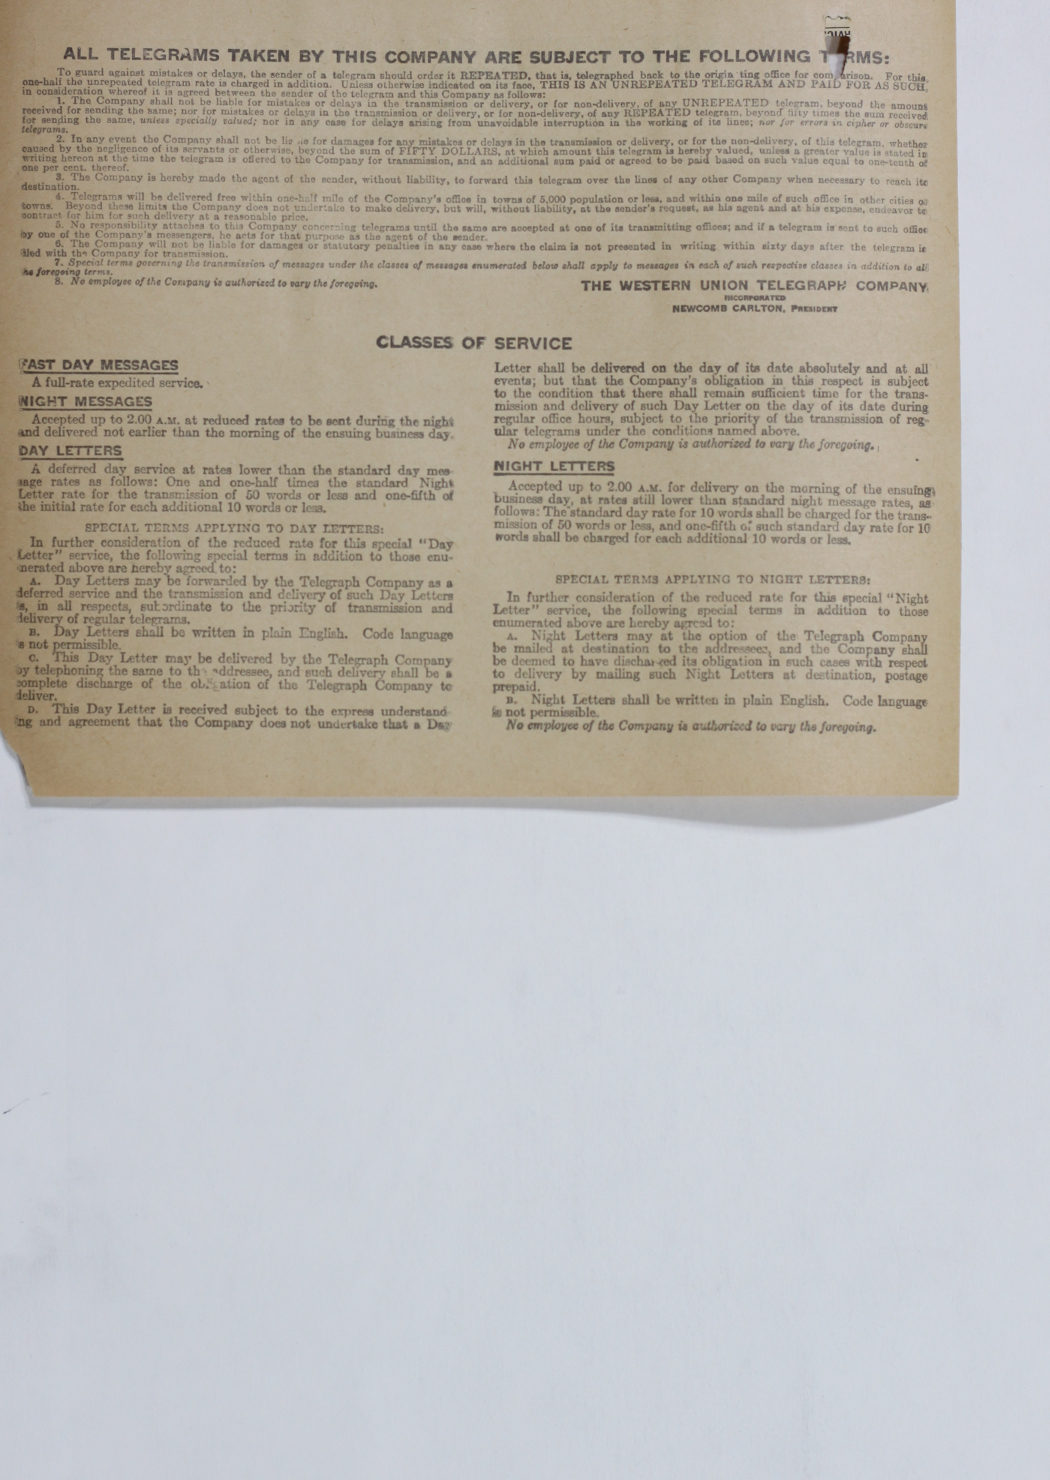 ALL TELEGRAMS TAKEN BY THIS COMPANY ARE SUBJECT TO THE FOLLOWING T RMS:
To guard against mistakes or delays, the sender of a telegram should order it REPEATED, that is, telegraphed back to the origin ting office for com arison. For this,
one-half the unrepeated telegram rate is charged in addition. Unless otherwise indicated on its face, THIS IS AN UNREPEATED TELEGRAM AND PAID FOR AS SUCH,
in consideration whereof it is agreed between the sender of the telegram and this Company as follows:
1. The Company shall not be liable for mistakes or delays in the transmission or delivery, or for non-delivery, of any UNREPEATED telegram, beyond the amount
received for sending the same; nor for mistakes or delays in the transmission or delivery, or for non-delivery, of any REPEATED telegram, beyond fifty times the sum received
for sending the same, unless specially valued; nor in any case for delays arising from unavoidable interruption in the working of its lines; nor for errors in cipher or obscure
telegrams.
2. In any event the Company shall not be li le for damages for any mistakes or delays in the transmission or delivery, or for the non-delivery, of this telegram, whether
caused by the negligence of its servants or otherwise, beyond the sum of FIFTY DOLLARS, at which amount this telegram is hereby valued, unless a greater value is stated in
writing hereon at the time the telegram is offered to the Company for transmission, and an additional sum paid or agreed to be paid based on such value equal to one-tenth of
one per cent. thereof.
3. The Company is hereby made the agent of the sender, without liability, to forward this telegram over the lines of any other Company when necessary to reach its
destination.
4. Telegrams will be delivered free within one-half mile of the Company's office in towns of 5,000 population or less, and within one mile of such office in other cities or
towns. Beyond these limits the Company does not undertake to make delivery, but will, without liability, at the sender's request, as his agent and at his expense, endeavor to
contract for him for such delivery at a reasonable price.
5. No responsibility attaches to this Company concerning telegrams until the same are accepted at one of its transmitting offices; and if a telegram is sent to such office
by one of the Company's messengers, he acts for that purpose as the agent of the sender.
6. The Company will not be liable for damages or statutory penalties in any case where the claim is not presented in writing within sixty days after the telegram is
filed with the Company for transmission.
7. Special terms governing the transmission of messages under the classes of messages enumerated below shall apply to messages in each of such respective classes in addition to all
he foregoing terms.
8. No employee of the Company is authorized to vary the foregoing.
THE WESTERN UNION TELEGRAPH COMPANY
INCORPORATED
NEWCOMB CARLTON, PRESIDENT
CLASSES OF SERVICE
FAST DAY MESSAGES
A full-rate expedited service.
NIGHT MESSAGES
Accepted up to 2.00 A.M. at reduced rates to be sent during the night
and delivered not earlier than the morning of the ensuing business day.
DAY LETTERS
A deferred day service at rates lower than the standard day mes-
sage rates as follows: One and one-half times the standard Night
Letter rate for the transmission of 50 words or less and one-fifth of
the initial rate for each additional 10 words or less.
SPECIAL TERMS APPLYING TO DAY LETTERS:
In further consideration of the reduced rate for this special "Day
Letter" service, the following special terms in addition to those enu-
merated above are hereby agreed to:
A. Day Letters may be forwarded by the Telegraph Company as a
deferred service and the transmission and delivery of such Day Letters
is, in all respects, subordinate to the priority of transmission and
delivery of regular telegrams.
B. Day Letters shall be written in plain English. Code language
is not permissible.
C. This Day Letter may be delivered by the Telegraph Company
by telephoning the same to th addressee, and such delivery shall be a
complete discharge of the ob ation of the Telegraph Company to
deliver.
D. This Day Letter is received subject to the express understand-
ing and agreement that the Company does not undertake that a Day
Letter shall be delivered on the day of its date absolutely and at all
events; but that the Company's obligation in this respect is subject
to the condition that there shall remain sufficient time for the trans-
mission and delivery of such Day Letter on the day of its date during
regular office hours, subject to the priority of the transmission of reg-
ular telegrams under the conditions named above.
No employee of the Company is authorized to vary the foregoing.
NIGHT LETTERS
Accepted up to 2.00 A.M. for delivery on the morning of the ensuing
business day, at rates still lower than standard night message rates, as
follows: The standard day rate for 10 words shall be charged for the trans-
mission of 50 words or less, and one-fifth of such standard day rate for 10
words shall be charged for each additional 10 words or less.
SPECIAL TERMS APPLYING TO NIGHT LETTERS:
In further consideration of the reduced rate for this special "Night
Letter" service, the following special terms in addition to those
enumerated above are hereby agreed to:
A. Night Letters may at the option of the Telegraph Company
be mailed at destination to the addressees, and the Company shall
be deemed to have discharged its obligation in such cases with respect
to delivery by mailing such Night Letters at destination, postage
prepaid.
B. Night Letters shall be written in plain English. Code language
is not permissible.
No employee of the Company is authorized to vary the foregoing.